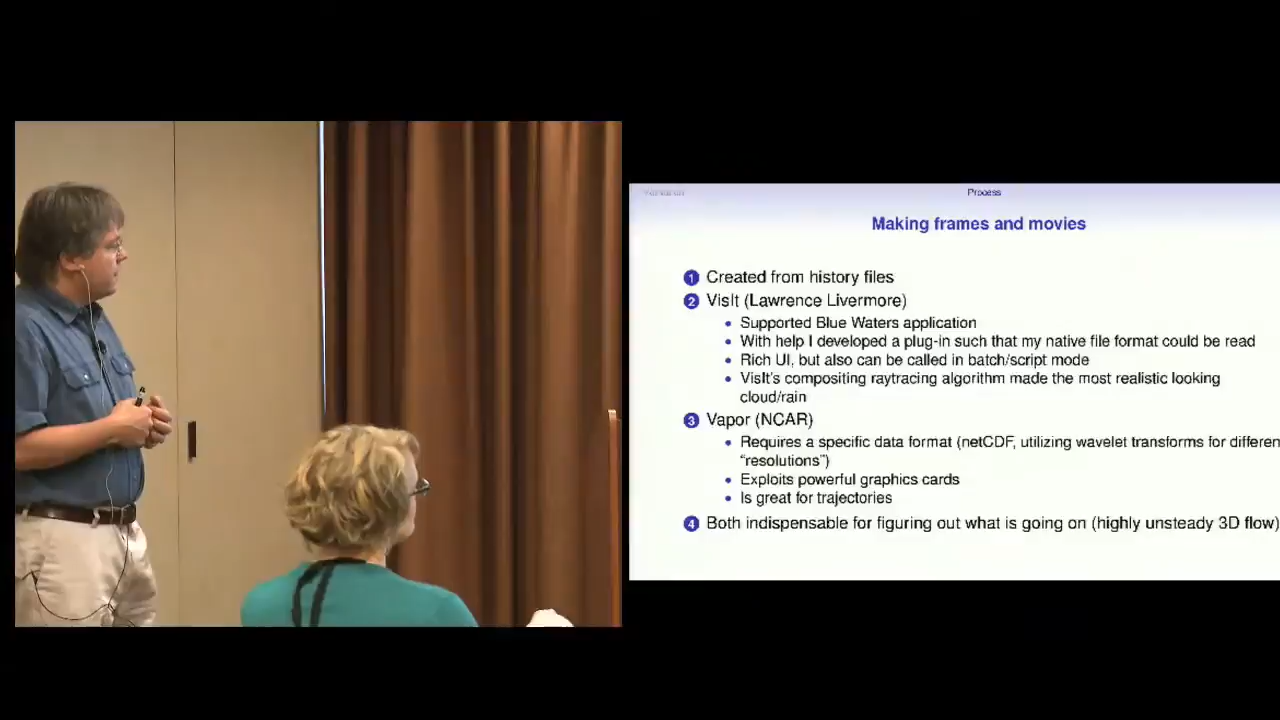 Process
Making frames and movies
1 Created from history files
2 VisIt (Lawrence Livermore)
• Supported Blue Waters application
• With help I developed a plug-in such that my native file format could be read
• Rich UI, but also can be called in batch/script mode
• VisIt's compositing raytracing algorithm made the most realistic looking
cloud/rain
3 Vapor (NCAR)
• Requires a specific data format (netCDF, utilizing wavelet transforms for differen
“resolutions”)
• Exploits powerful graphics cards
• Is great for trajectories
4 Both indispensable for figuring out what is going on (highly unsteady 3D flow)